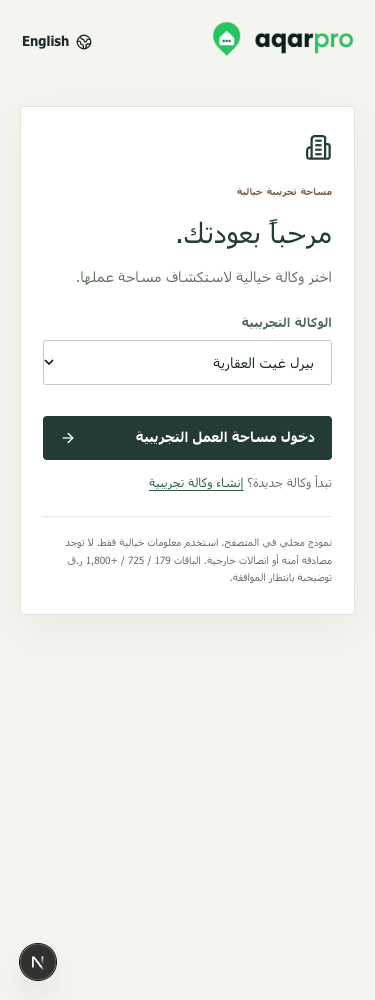 aqarpro
English
مساحة تجريبية خيالية
مرحباً بعودتك.
اختر وكالة خيالية لاستكشاف مساحة عملها.
الوكالة التجريبية
بيرل غيت العقارية
دخول مساحة العمل التجريبية
تبدأ وكالة جديدة؟ إنشاء وكالة تجريبية
نموذج محلي في المتصفح. استخدم معلومات خيالية فقط. لا توجد
مصادقة آمنة أو اتصالات خارجية. الباقات 179 / 725 / +1,800 ر.ق
توضيحية بانتظار الموافقة.
N